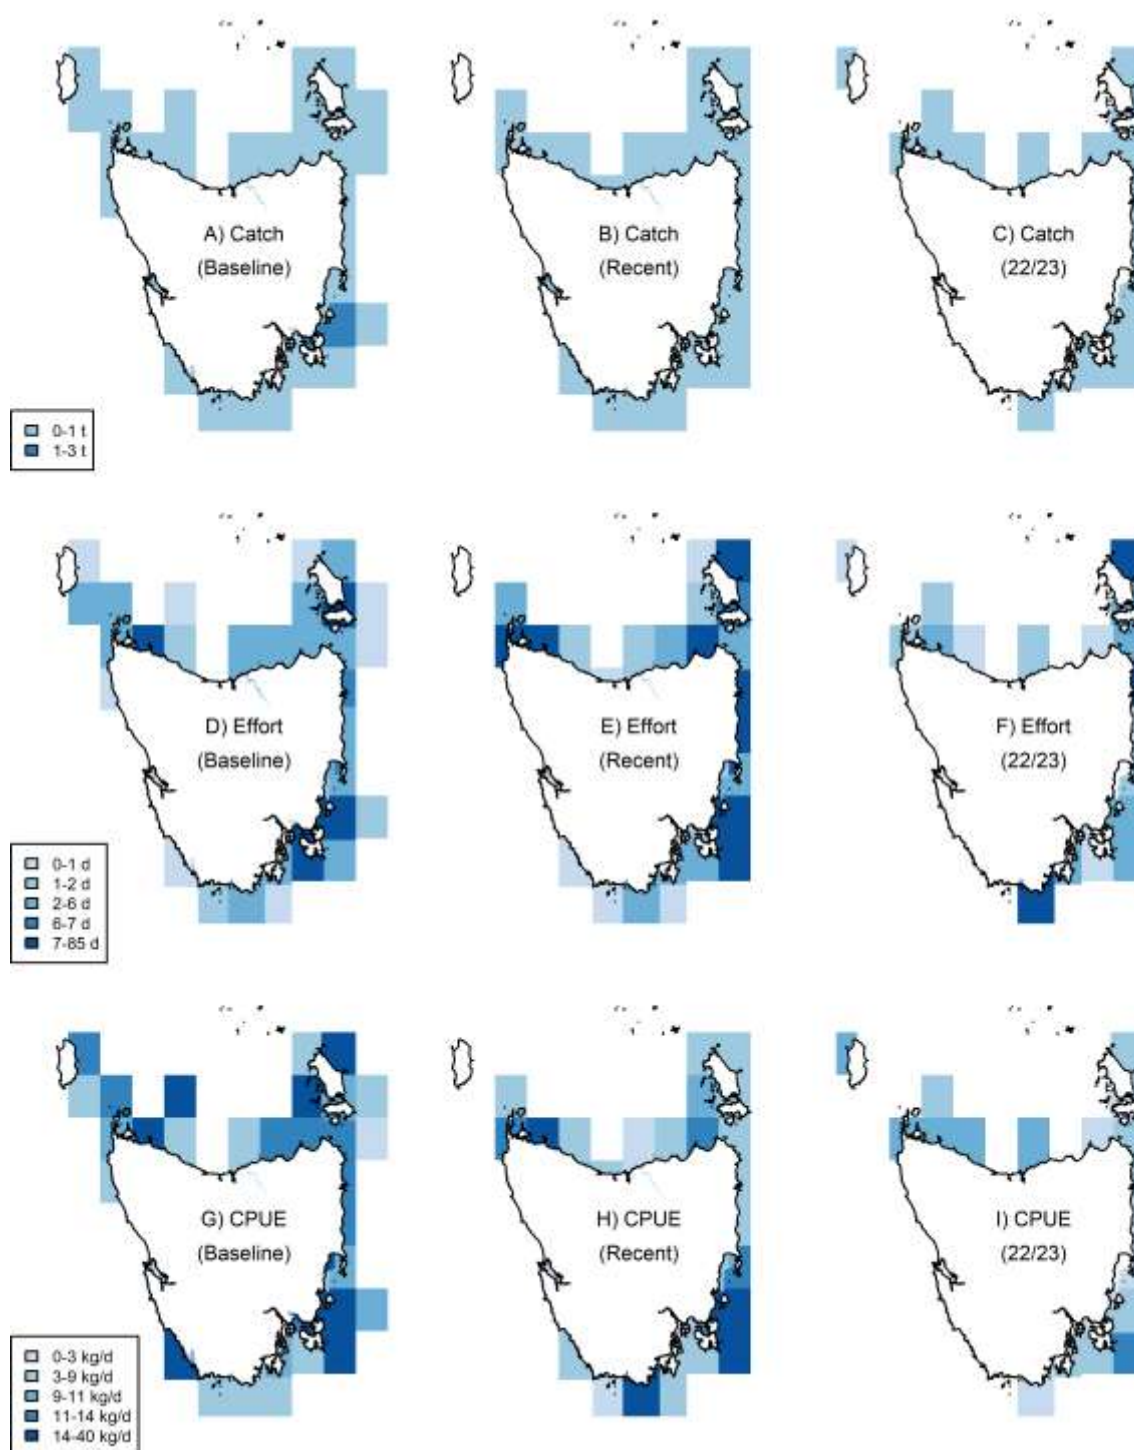 A) Catch
(Baseline)
B) Catch
(Recent)
C) Catch
(22/23)
0-1 t
1-3 t
D) Effort
(Baseline)
E) Effort
(Recent)
F) Effort
(22/23)
0-1 d
1-2 d
2-6 d
6-7 d
7-85 d
G) CPUE
(Baseline)
H) CPUE
(Recent)
I) CPUE
(22/23)
0-3 kg/d
3-9 kg/d
9-11 kg/d
11-14 kg/d
14-40 kg/d